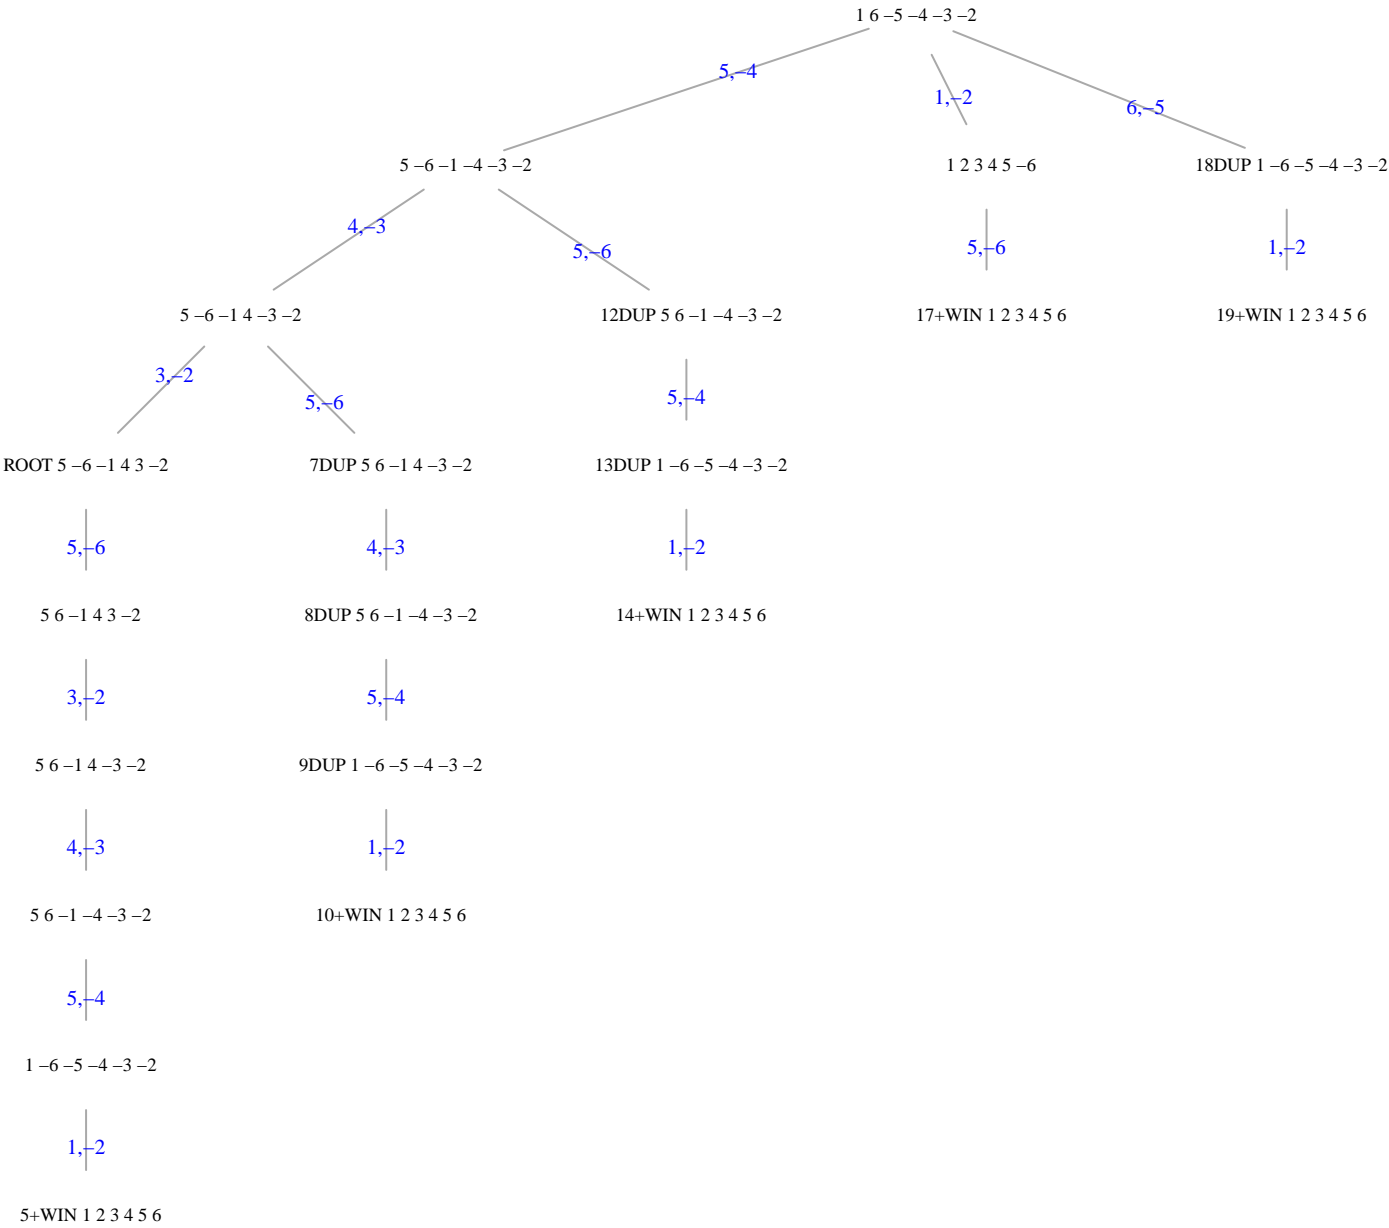 1 6 –5 –4 –3 –2
5,–4
1,–2
6,–5
5 –6 –1 –4 –3 –2
1 2 3 4 5 –6
18DUP 1 –6 –5 –4 –3 –2
4,–3
5,–6
5,–6
1,–2
5 –6 –1 4 –3 –2
12DUP 5 6 –1 –4 –3 –2
17+WIN 1 2 3 4 5 6
19+WIN 1 2 3 4 5 6
3,–2
5,–6
5,–4
ROOT 5 –6 –1 4 3 –2
7DUP 5 6 –1 4 –3 –2
13DUP 1 –6 –5 –4 –3 –2
5,–6
4,–3
1,–2
5 6 –1 4 3 –2
8DUP 5 6 –1 –4 –3 –2
14+WIN 1 2 3 4 5 6
3,–2
5,–4
5 6 –1 4 –3 –2
9DUP 1 –6 –5 –4 –3 –2
4,–3
1,–2
5 6 –1 –4 –3 –2
10+WIN 1 2 3 4 5 6
5,–4
1 –6 –5 –4 –3 –2
1,–2
5+WIN 1 2 3 4 5 6